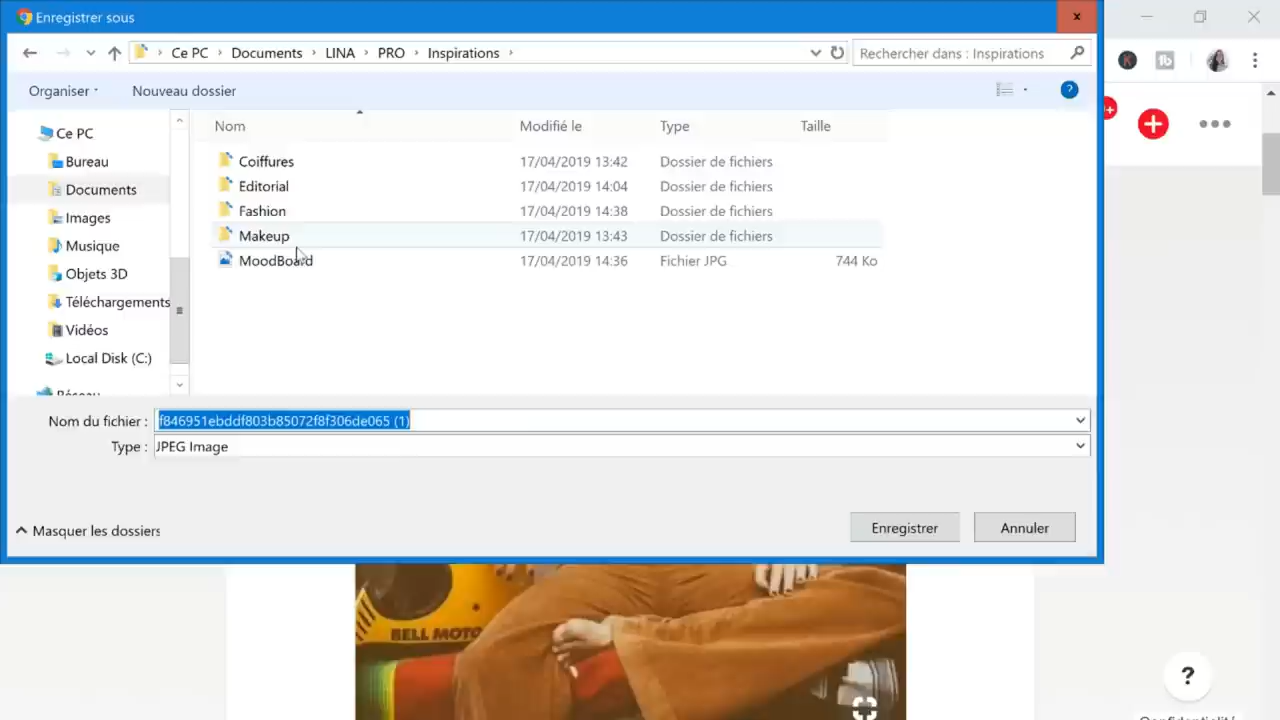 Enregistrer sous
Ce PC > Documents > LINA > PRO > Inspirations >
Rechercher dans : Inspirations
Organiser
Nouveau dossier
?
Ce PC
Bureau
Documents
Images
Musique
Objets 3D
Téléchargements
Vidéos
Local Disk (C:)
Réseau
Nom Modifié le Type Taille
Coiffures 17/04/2019 13:42 Dossier de fichiers
Editorial 17/04/2019 14:04 Dossier de fichiers
Fashion 17/04/2019 14:38 Dossier de fichiers
Makeup 17/04/2019 13:43 Dossier de fichiers
MoodBoard 17/04/2019 14:36 Fichier JPG 744 Ko
Nom du fichier : f846951ebddf803b85072f8f306de065 (1)
Type : JPEG Image
Masquer les dossiers
Enregistrer
Annuler
BELL MOTO
?
Confidentialité